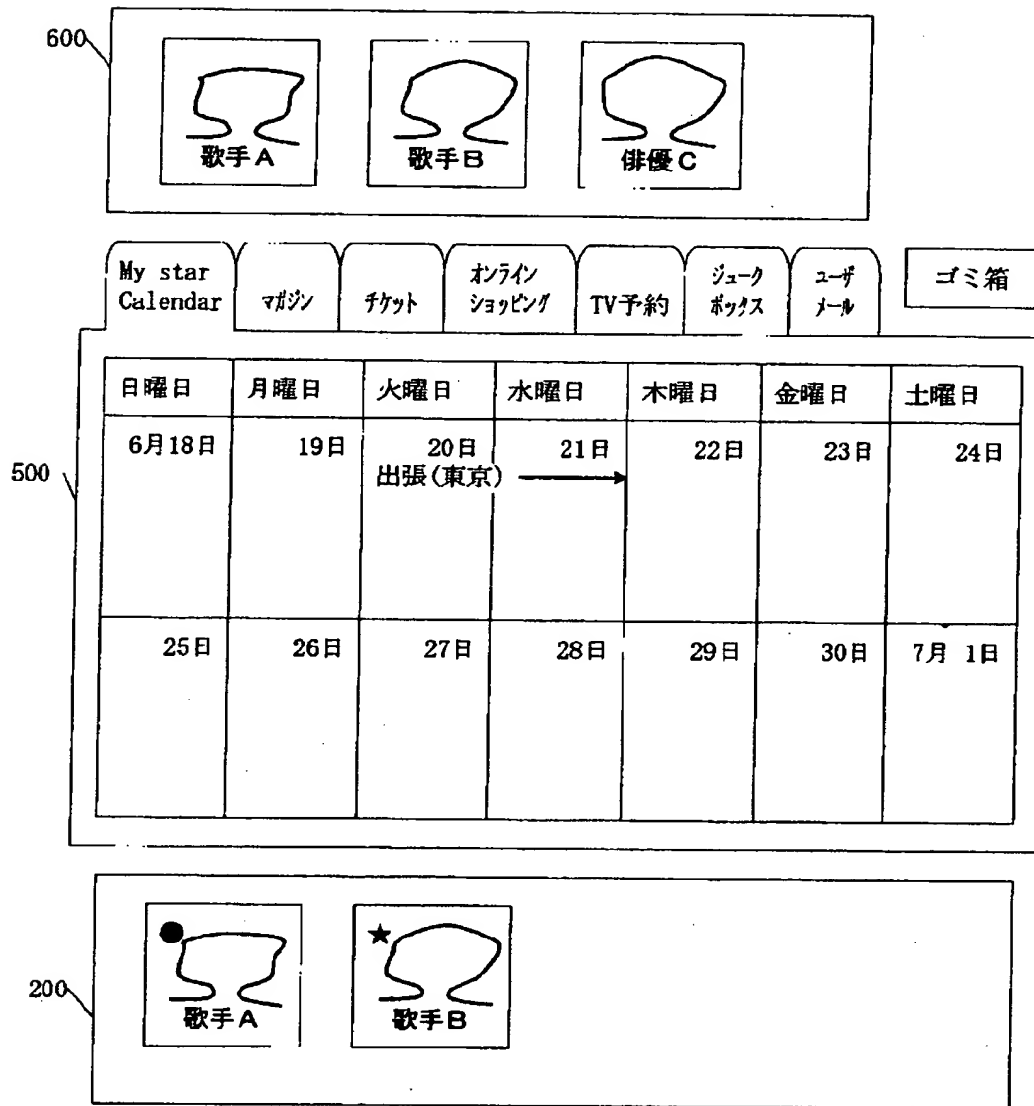 600
歌手A
歌手B
俳優C
My star
Calendar
マガジン
チケット
オンライン
ショッピング
TV予約
ジューク
ボックス
ユーザ
メール
ゴミ箱
500
日曜日 月曜日 火曜日 水曜日 木曜日 金曜日 土曜日
6月18日 19日 20日 21日 22日 23日 24日
出張(東京)
25日 26日 27日 28日 29日 30日 7月 1日
200
歌手A
歌手B